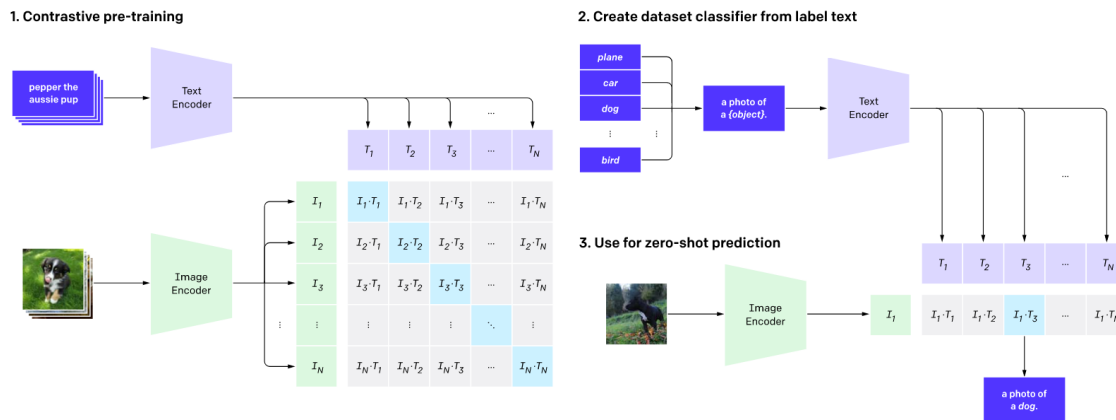 1. Contrastive pre-training
pepper the
aussie pup
Text
Encoder
...
T1 T2 T3 ... TN
Image
Encoder
I1 I1·T1 I1·T2 I1·T3 ... I1·TN
I2 I2·T1 I2·T2 I2·T3 ... I2·TN
I3 I3·T1 I3·T2 I3·T3 ... I3·TN
⋮ ⋮ ⋮ ⋮ ⋱ ⋮
IN IN·T1 IN·T2 IN·T3 ... IN·TN
2. Create dataset classifier from label text
plane
car
dog
⋮ ⋮
bird
a photo of
a {object}.
Text
Encoder
...
3. Use for zero-shot prediction
T1 T2 T3 ... TN
Image
Encoder
I1 I1·T1 I1·T2 I1·T3 ... I1·TN
a photo of
a dog.